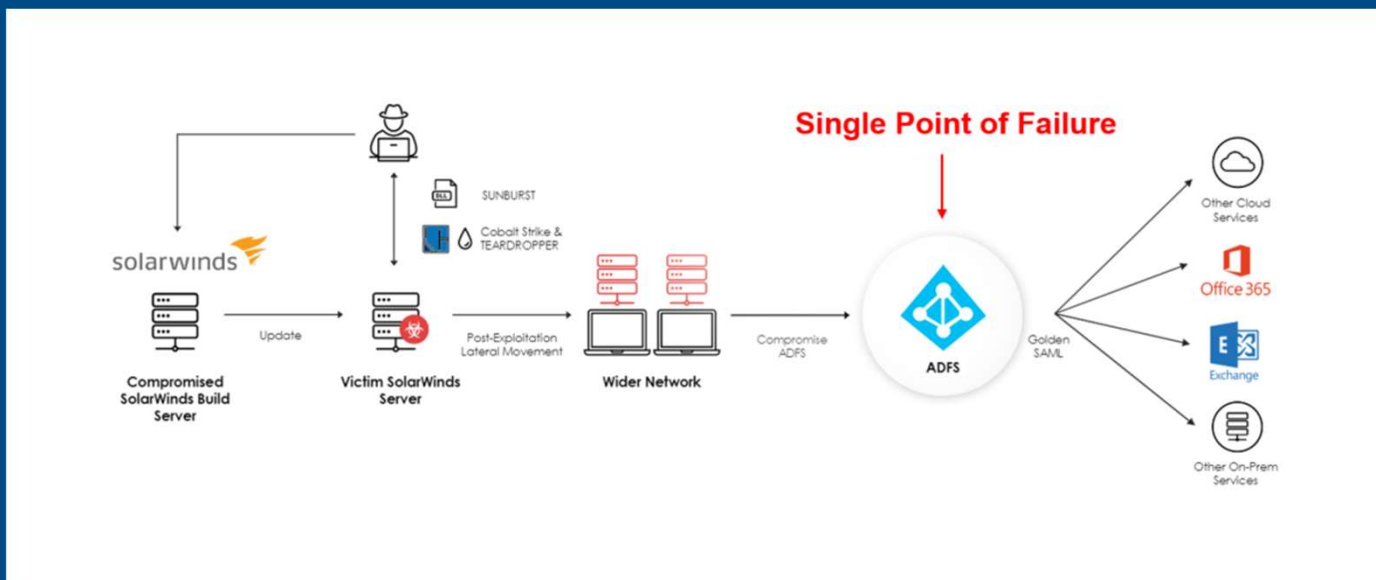 Single Point of Failure
SUNBURST
Cobalt Strike &
TEARDROPPER
solarwinds
Update
Post-Exploitation
Lateral Movement
Compromise
ADFS
ADFS
Golden
SAML
Compromised
SolarWinds Build
Server
Victim SolarWinds
Server
Wider Network
Other Cloud
Services
Office 365
Exchange
Other On-Prem
Services